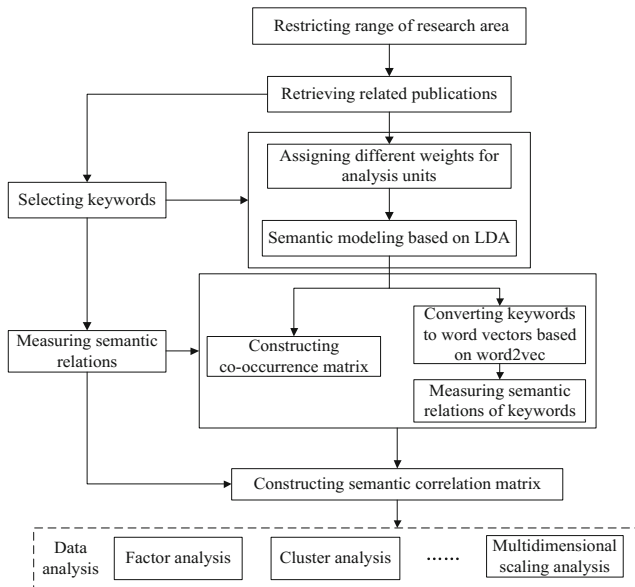 Restricting range of research area
Retrieving related publications
Assigning different weights for
analysis units
Selecting keywords
Semantic modeling based on LDA
Converting keywords
to word vectors based
on word2vec
Measuring semantic
relations
Constructing
co-occurrence matrix
Measuring semantic
relations of keywords
Constructing semantic correlation matrix
Data
analysis
Factor analysis
Cluster analysis
......
Multidimensional
scaling analysis